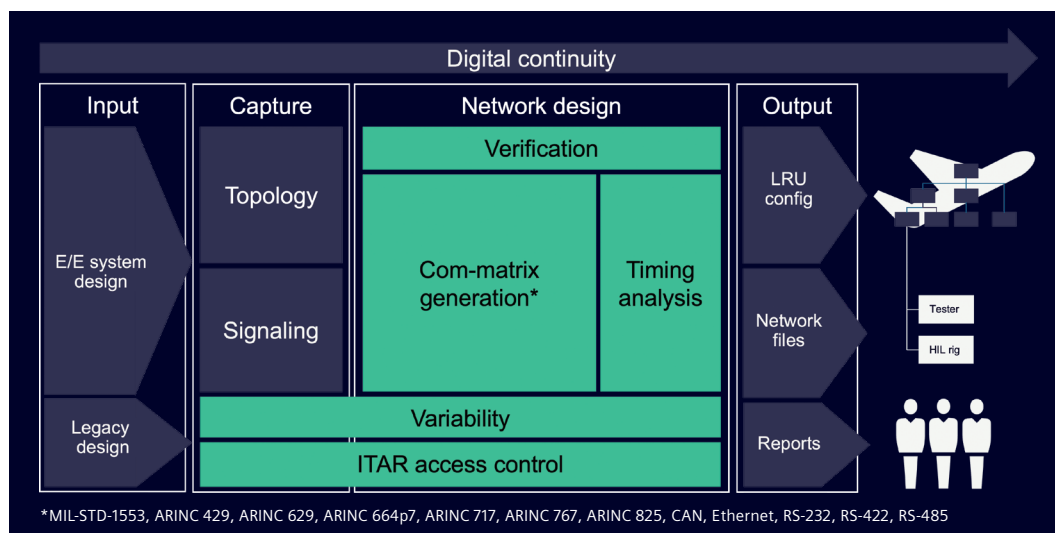 Digital continuity
Input
Capture
Network design
Output
E/E system
design
Legacy
design
Topology
Signaling
Verification
Com-matrix
generation*
Timing
analysis
Variability
ITAR access control
LRU
config
Network
files
Reports
Tester
HIL rig
*MIL-STD-1553, ARINC 429, ARINC 629, ARINC 664p7, ARINC 717, ARINC 767, ARINC 825, CAN, Ethernet, RS-232, RS-422, RS-485